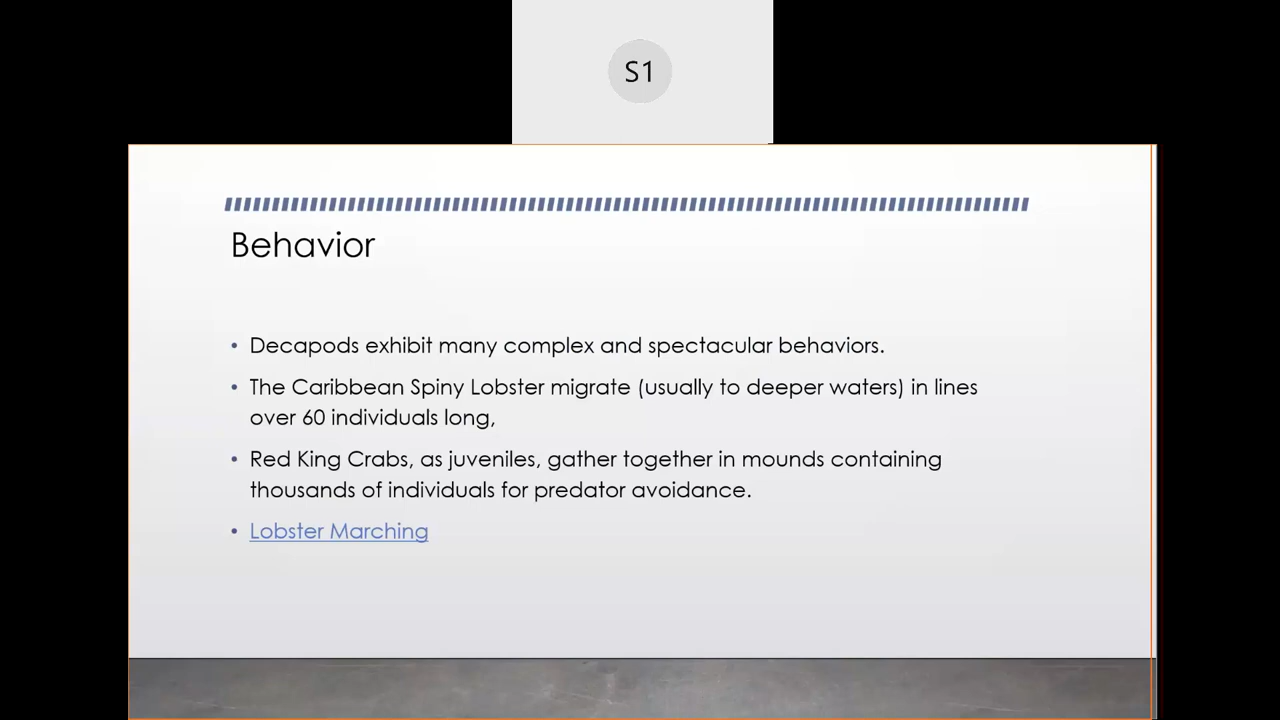 S1
Behavior
• Decapods exhibit many complex and spectacular behaviors.
• The Caribbean Spiny Lobster migrate (usually to deeper waters) in lines
over 60 individuals long,
• Red King Crabs, as juveniles, gather together in mounds containing
thousands of individuals for predator avoidance.
• Lobster Marching